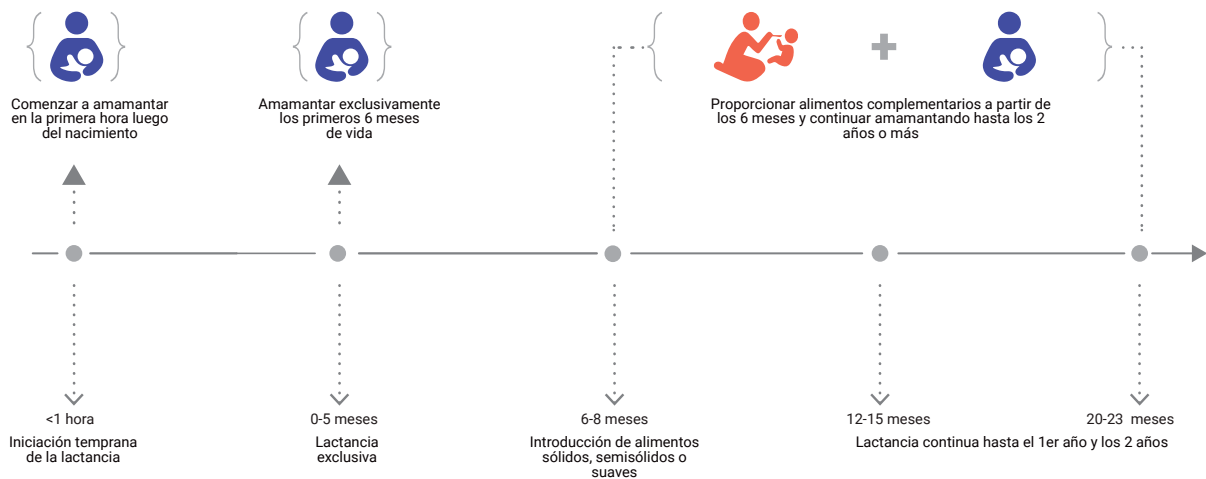 Comenzar a amamantar
en la primera hora luego
del nacimiento
Amamantar exclusivamente
los primeros 6 meses
de vida
Proporcionar alimentos complementarios a partir de
los 6 meses y continuar amamantando hasta los 2
años o más
<1 hora
Iniciación temprana
de la lactancia
0-5 meses
Lactancia
exclusiva
6-8 meses
Introducción de alimentos
sólidos, semisólidos o
suaves
12-15 meses
20-23 meses
Lactancia continua hasta el 1er año y los 2 años